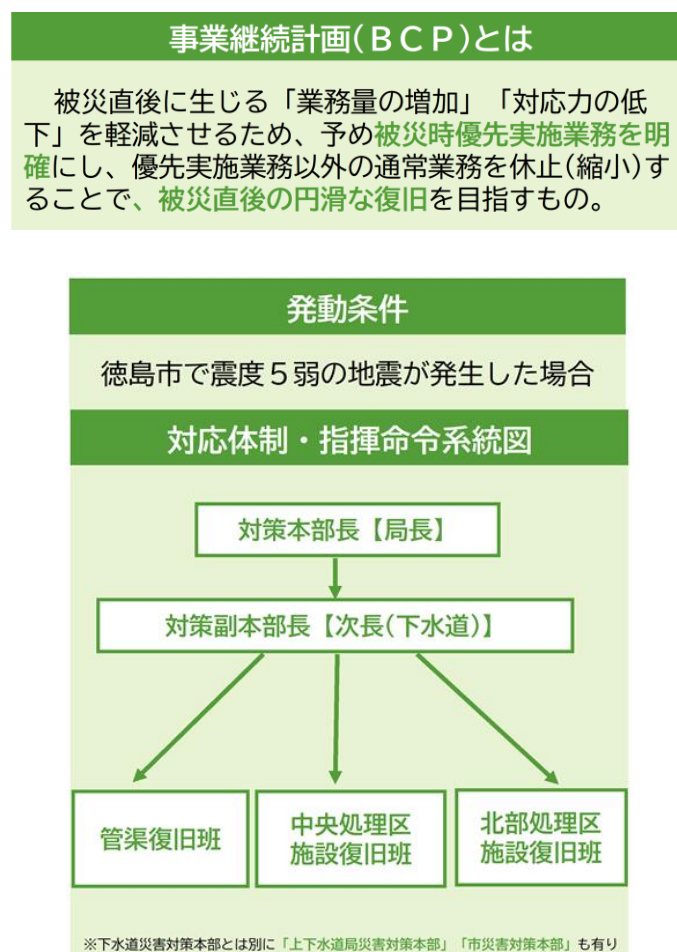 事業継続計画(ＢＣＰ)とは
被災直後に生じる「業務量の増加」「対応力の低
下」を軽減させるため、予め被災時優先実施業務を明
確にし、優先実施業務以外の通常業務を休止(縮小)す
ることで、被災直後の円滑な復旧を目指すもの。
発動条件
徳島市で震度５弱の地震が発生した場合
対応体制・指揮命令系統図
対策本部長【局長】
対策副本部長【次長(下水道)】
管渠復旧班
中央処理区
施設復旧班
北部処理区
施設復旧班
※下水道災害対策本部とは別に「上下水道局災害対策本部」「市災害対策本部」も有り